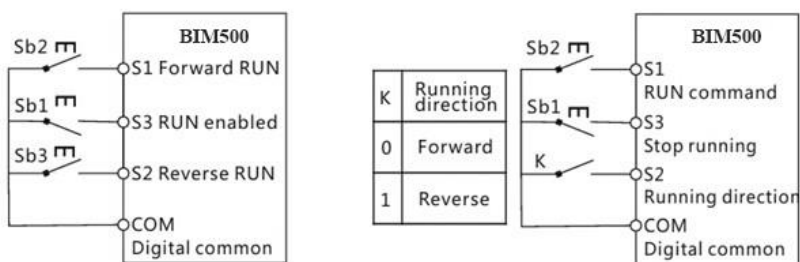 BIM500
Sb2
S1 Forward RUN
Sb1
S3 RUN enabled
Sb3
S2 Reverse RUN
COM
Digital common
K Running direction
0 Forward
1 Reverse
BIM500
Sb2
S1
RUN command
Sb1
S3
Stop running
K
S2
Running direction
COM
Digital common